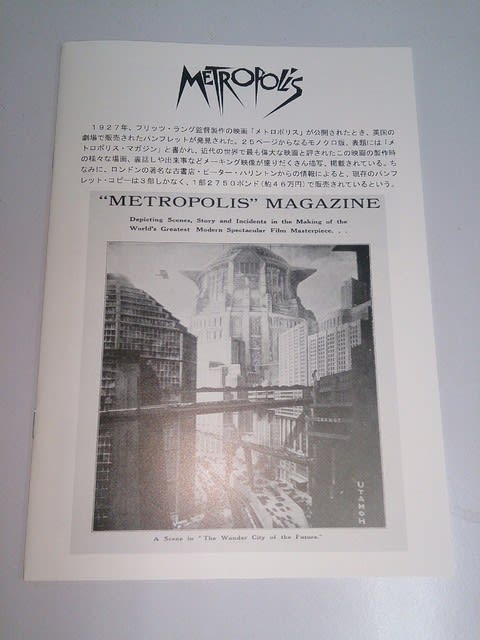 METROPOLIS
1927年、フリッツ・ラング監督製作の映画「メトロポリス」が公開されたとき、英国の
劇場で販売されたパンフレットが発見された。25ページからなるモノクロ版、表題には「メ
トロポリス・マガジン」と書かれ、近代の世界で最も偉大な映画と評されたこの映画の製作時
の様々な場面、裏話しや出来事などメーキング映像が盛りだくさん描写、掲載されている。ち
なみに、ロンドンの著名な古書店・ピーター・ハリントンからの情報によると、現在のパンフ
レット・コピーは3部しかなく、1部2750ポンド(約46万円)で販売されているという。
"METROPOLIS" MAGAZINE
Depicting Scenes, Story and Incidents in the Making of the
World's Greatest Modern Spectacular Film Masterpiece. . .
UTAMOH
A Scene in "The Wonder City of the Future."